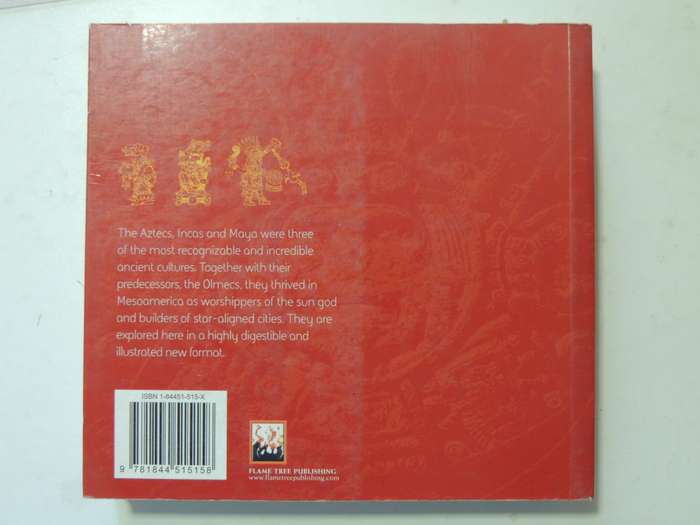 The Aztecs, Incas and Maya were three
of the most recognizable and incredible
ancient cultures. Together with their
predecessors, the Olmecs, they thrived in
Mesoamerica as worshippers of the sun god
and builders of star-aligned cities. They are
explored here in a highly digestible and
illustrated new format.
ISBN 1-84451-515-X
9 781844 515158
FLAME TREE PUBLISHING
www.flametreepublishing.com